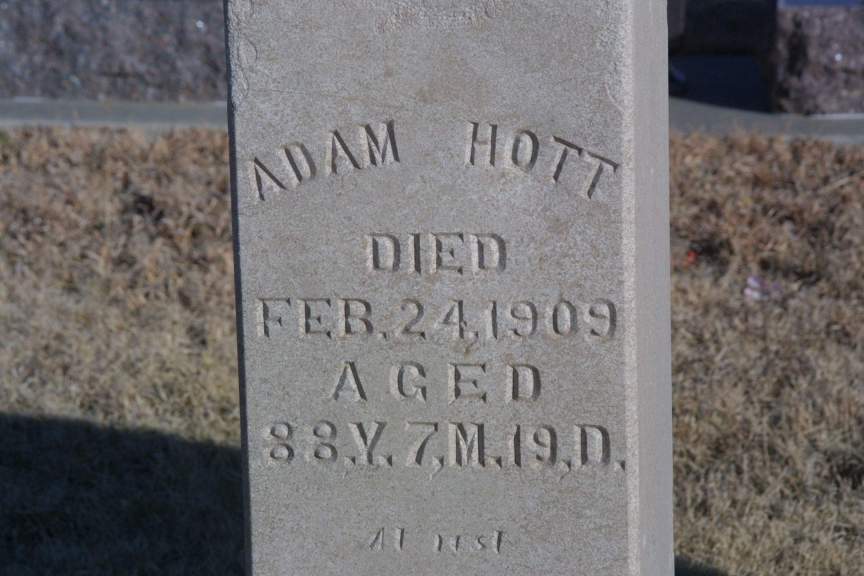 ADAM HOTT
DIED
FEB. 24, 1909
AGED
88, Y. 7, M. 19, D.
At rest